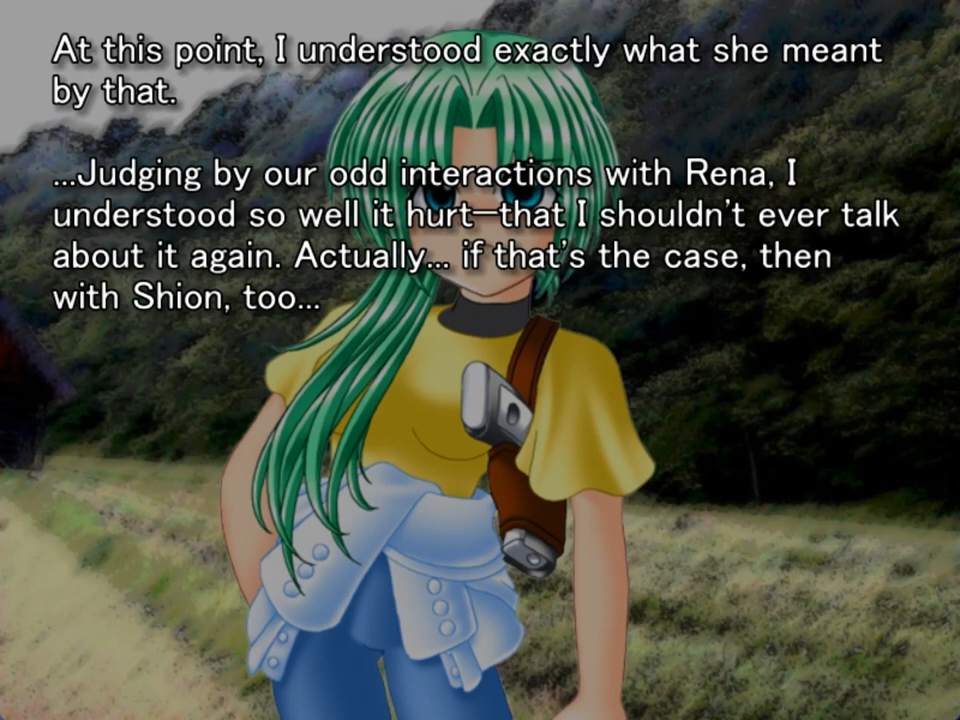 At this point, I understood exactly what she meant
by that.
...Judging by our odd interactions with Rena, I
understood so well it hurt—that I shouldn't ever talk
about it again. Actually... if that's the case, then
with Shion, too...